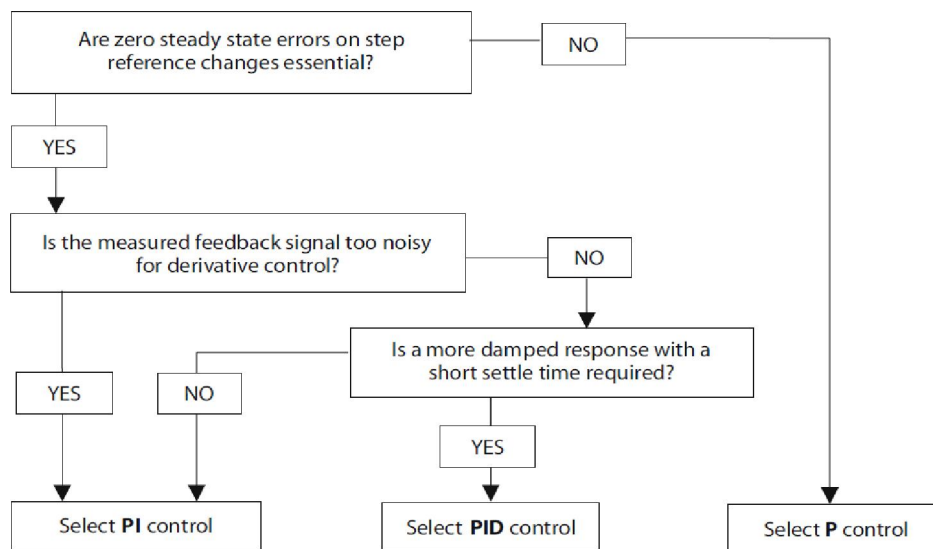 Are zero steady state errors on step
reference changes essential?
NO
YES
Is the measured feedback signal too noisy
for derivative control?
NO
Is a more damped response with a
short settle time required?
YES
NO
YES
Select PI control
Select PID control
Select P control